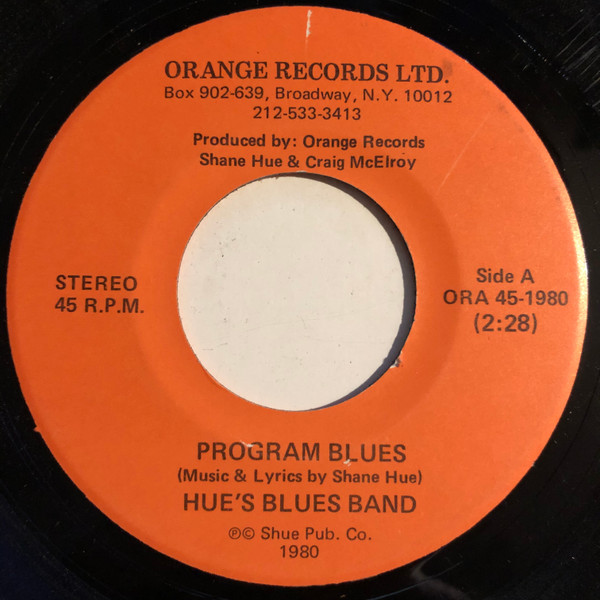 ORANGE RECORDS LTD.
Box 902-639, Broadway, N.Y. 10012
212-533-3413
Produced by: Orange Records
Shane Hue & Craig McElroy
STEREO
45 R.P.M.
Side A
ORA 45-1980
(2:28)
PROGRAM BLUES
(Music & Lyrics by Shane Hue)
HUE'S BLUES BAND
℗© Shue Pub. Co.
1980